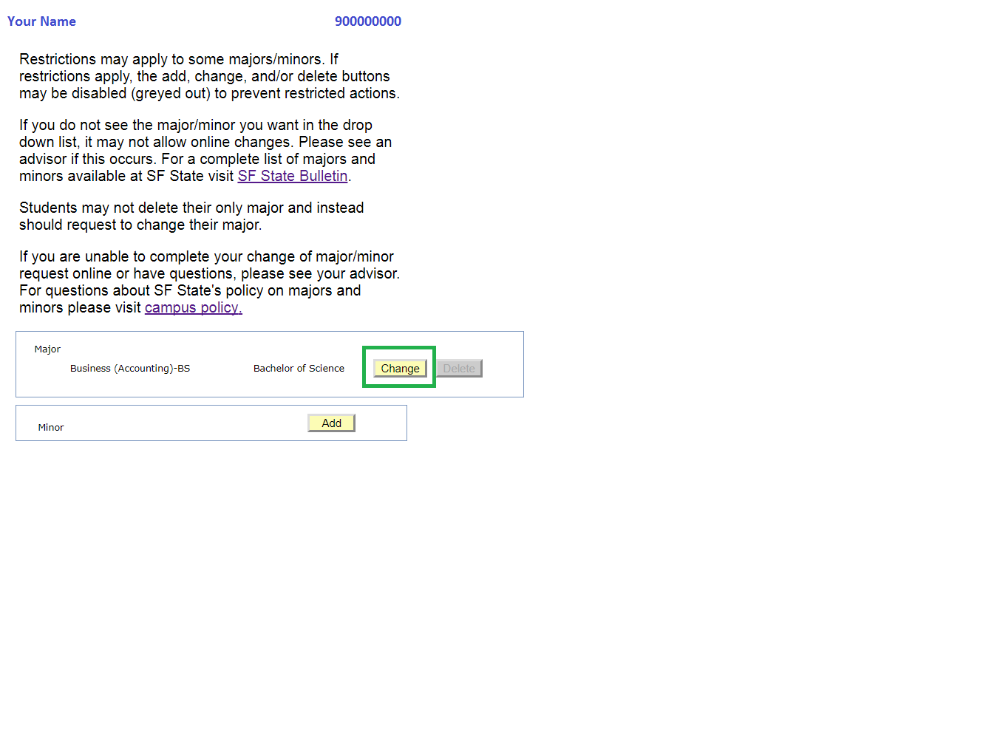 Your Name 900000000
Restrictions may apply to some majors/minors. If
restrictions apply, the add, change, and/or delete buttons
may be disabled (greyed out) to prevent restricted actions.
If you do not see the major/minor you want in the drop
down list, it may not allow online changes. Please see an
advisor if this occurs. For a complete list of majors and
minors available at SF State visit SF State Bulletin.
Students may not delete their only major and instead
should request to change their major.
If you are unable to complete your change of major/minor
request online or have questions, please see your advisor.
For questions about SF State's policy on majors and
minors please visit campus policy.
Major
Business (Accounting)-BS Bachelor of Science Change Delete
Minor Add